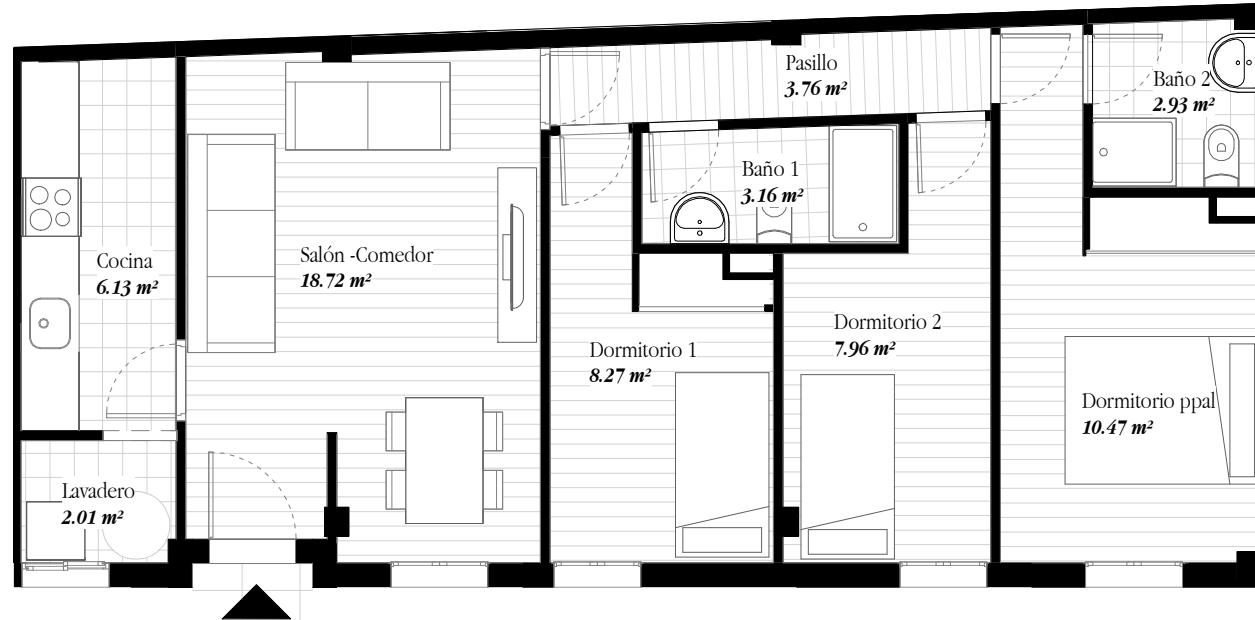 Pasillo
3.76 m²
Baño 2
2.93 m²
Baño 1
3.16 m²
Cocina
6.13 m²
Salón -Comedor
18.72 m²
Dormitorio 2
7.96 m²
Dormitorio 1
8.27 m²
Dormitorio ppal
10.47 m²
Lavadero
2.01 m²